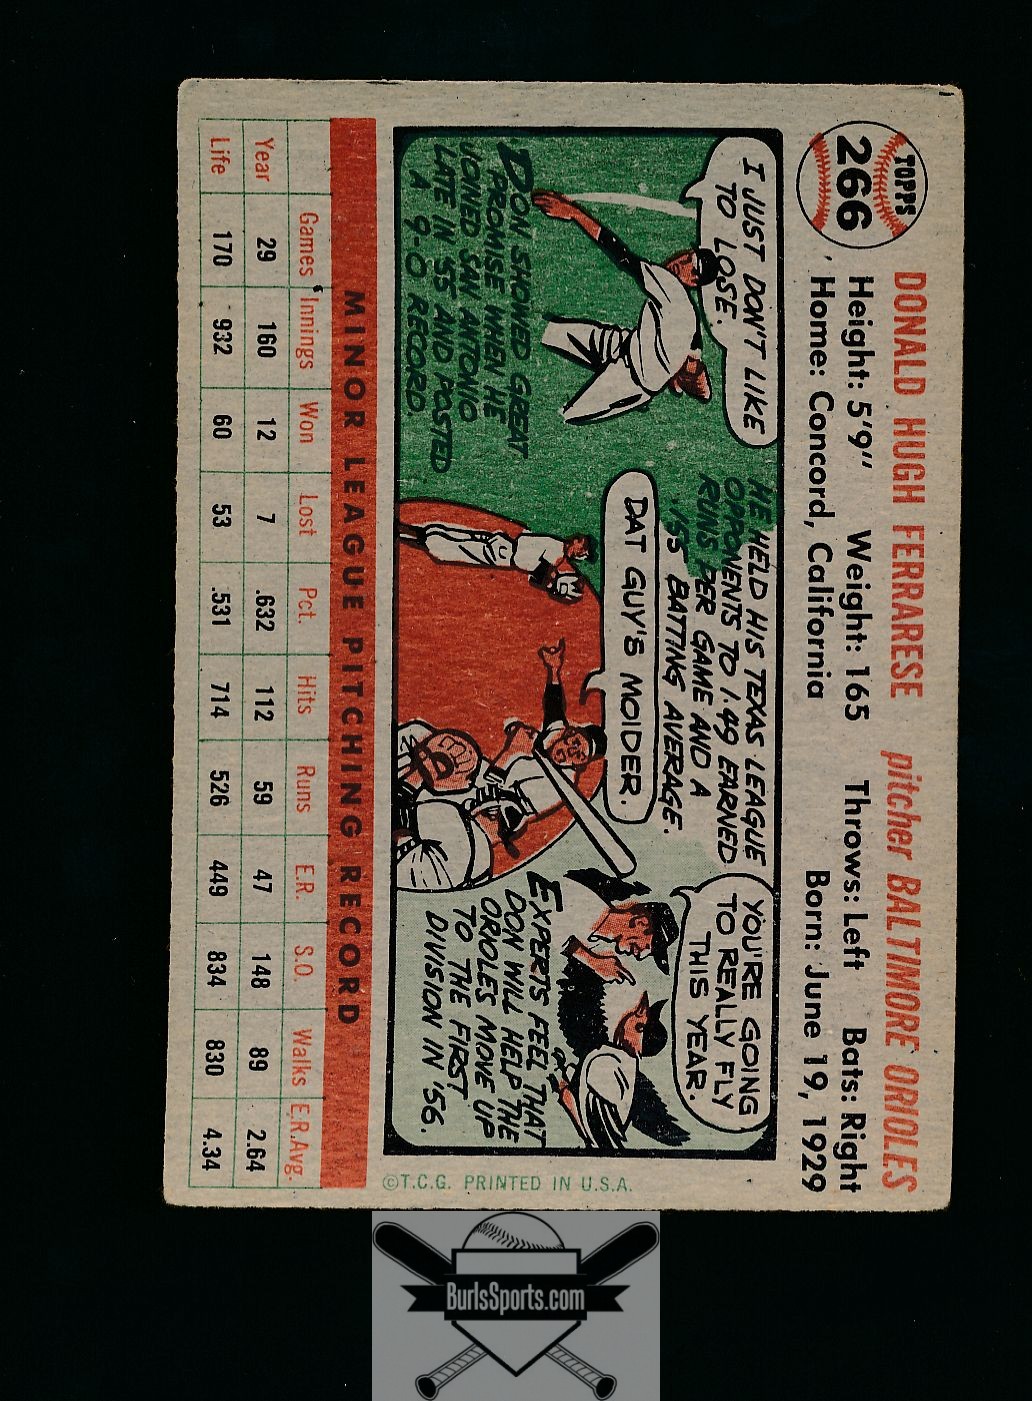 TOPPS
266
DONALD HUGH FERRARESE pitcher BALTIMORE ORIOLES
Height: 5'9" Weight: 165 Throws: Left Bats: Right
Home: Concord, California Born: June 19, 1929
I JUST DON'T LIKE
TO LOSE.
DON SHOWED GREAT
PROMISE WHEN HE
JOINED SAN ANTONIO
LATE IN '55 AND POSTED
A 9-0 RECORD.
HE HELD HIS TEXAS LEAGUE
OPPONENTS TO 1.49 EARNED
RUNS PER GAME AND A
.155 BATTING AVERAGE.
DAT GUY'S MOIDER.
YOU'RE GOING
TO REALLY FLY
THIS YEAR.
EXPERTS FEEL THAT
DON WILL HELP THE
ORIOLES MOVE UP
TO THE FIRST
DIVISION IN '56.
©T.C.G. PRINTED IN U.S.A.
MINOR LEAGUE PITCHING RECORD
Games Innings Won Lost Pct. Hits Runs E.R. S.O. Walks E.R.Avg.
Year 29 160 12 7 .632 112 59 47 148 89 2.64
Life 170 932 60 53 .531 714 526 449 834 830 4.34
BurlsSports.com